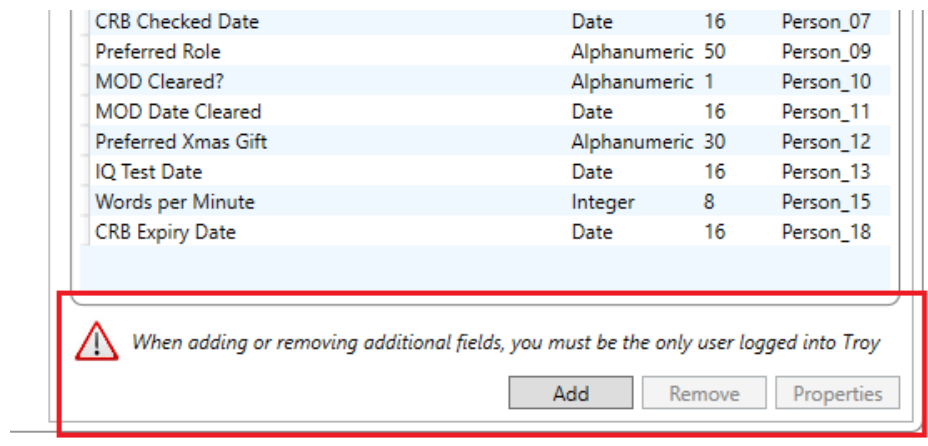 CRB Checked Date Date 16 Person_07
Preferred Role Alphanumeric 50 Person_09
MOD Cleared? Alphanumeric 1 Person_10
MOD Date Cleared Date 16 Person_11
Preferred Xmas Gift Alphanumeric 30 Person_12
IQ Test Date Date 16 Person_13
Words per Minute Integer 8 Person_15
CRB Expiry Date Date 16 Person_18
When adding or removing additional fields, you must be the only user logged into Troy
Add Remove Properties